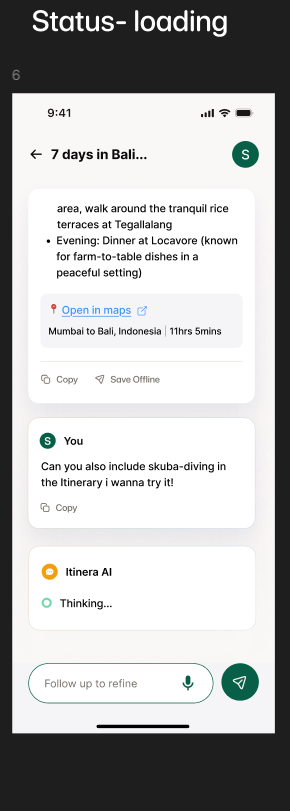 Status- loading
6
9:41
7 days in Bali...
S
area, walk around the tranquil rice
terraces at Tegallalang
• Evening: Dinner at Locavore (known
for farm-to-table dishes in a
peaceful setting)
Open in maps
Mumbai to Bali, Indonesia | 11hrs 5mins
Copy
Save Offline
S
You
Can you also include skuba-diving in
the Itinerary i wanna try it!
Copy
Itinera AI
Thinking...
Follow up to refine